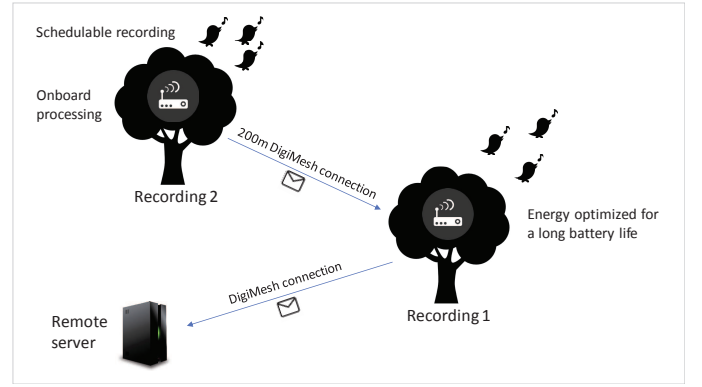 Schedulable recording
Onboard
processing
200m DigiMesh connection
Recording 2
Energy optimized for
a long battery life
DigiMesh connection
Recording 1
Remote
server